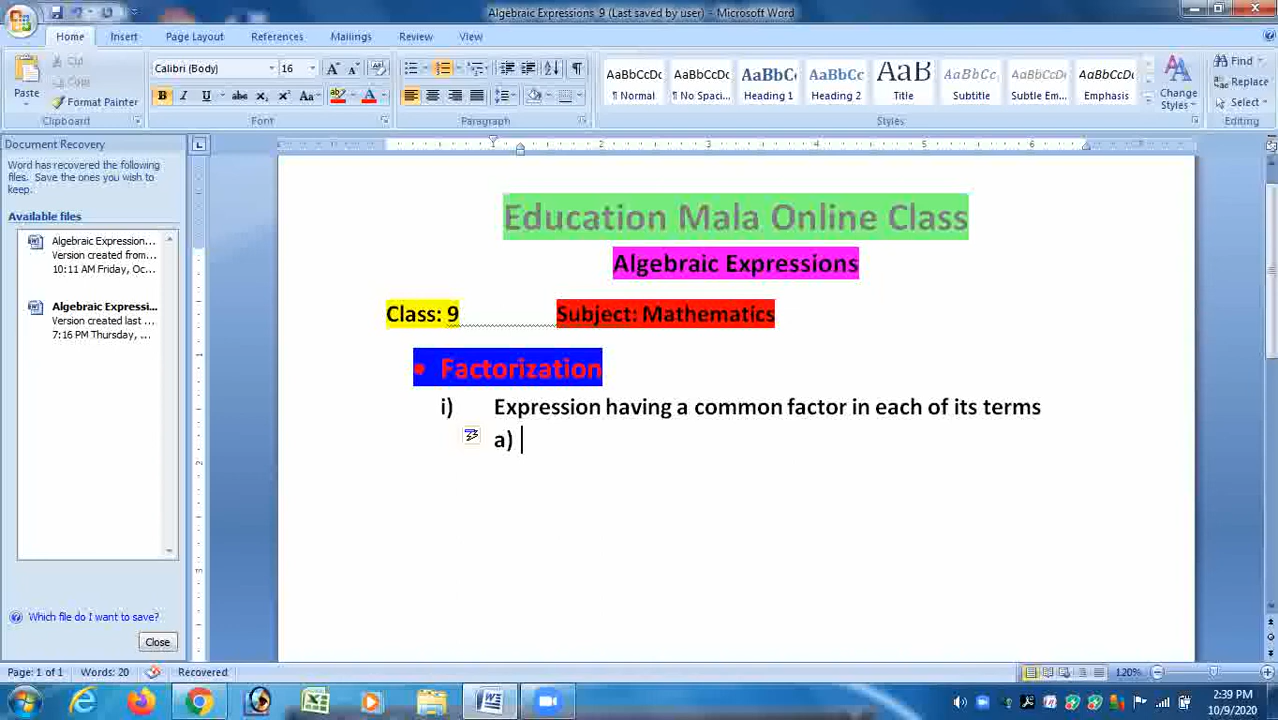 Algebraic Expressions 9 (Last saved by user) - Microsoft Word
Home Insert Page Layout References Mailings Review View
Paste
Cut
Copy
Format Painter
Clipboard
Calibri (Body) 16
Font
Paragraph
AaBbCcDc AaBbCcDc AaBbC AaBbCc AaB AaBbCc. AaBbCcDc AaBbCcDc
¶ Normal ¶ No Spaci... Heading 1 Heading 2 Title Subtitle Subtle Em... Emphasis
Change Styles
Styles
Find
Replace
Select
Editing
Document Recovery
Word has recovered the following files. Save the ones you wish to keep.
Available files
Algebraic Expression...
Version created from...
10:11 AM Friday, Oc...
Algebraic Expressi...
Version created last ...
7:16 PM Thursday, ...
Which file do I want to save?
Close
Education Mala Online Class
Algebraic Expressions
Class: 9 Subject: Mathematics
• Factorization
i) Expression having a common factor in each of its terms
a)
Page: 1 of 1 Words: 20 Recovered 120%
2:39 PM
10/9/2020